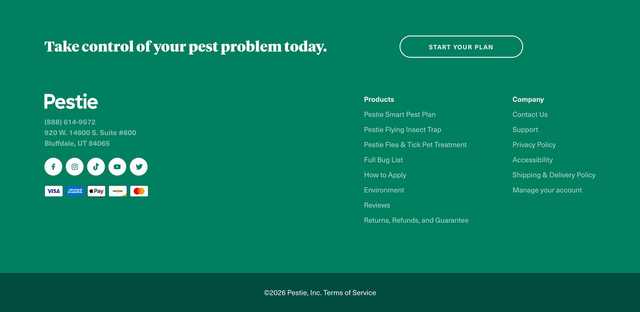 Take control of your pest problem today.
START YOUR PLAN
Pestie
(888) 614-9572
920 W. 14600 S. Suite #600
Bluffdale, UT 84065
VISA
Pay
Products
Pestie Smart Pest Plan
Pestie Flying Insect Trap
Pestie Flea & Tick Pet Treatment
Full Bug List
How to Apply
Environment
Reviews
Returns, Refunds, and Guarantee
Company
Contact Us
Support
Privacy Policy
Accessibility
Shipping & Delivery Policy
Manage your account
©2026 Pestie, Inc. Terms of Service